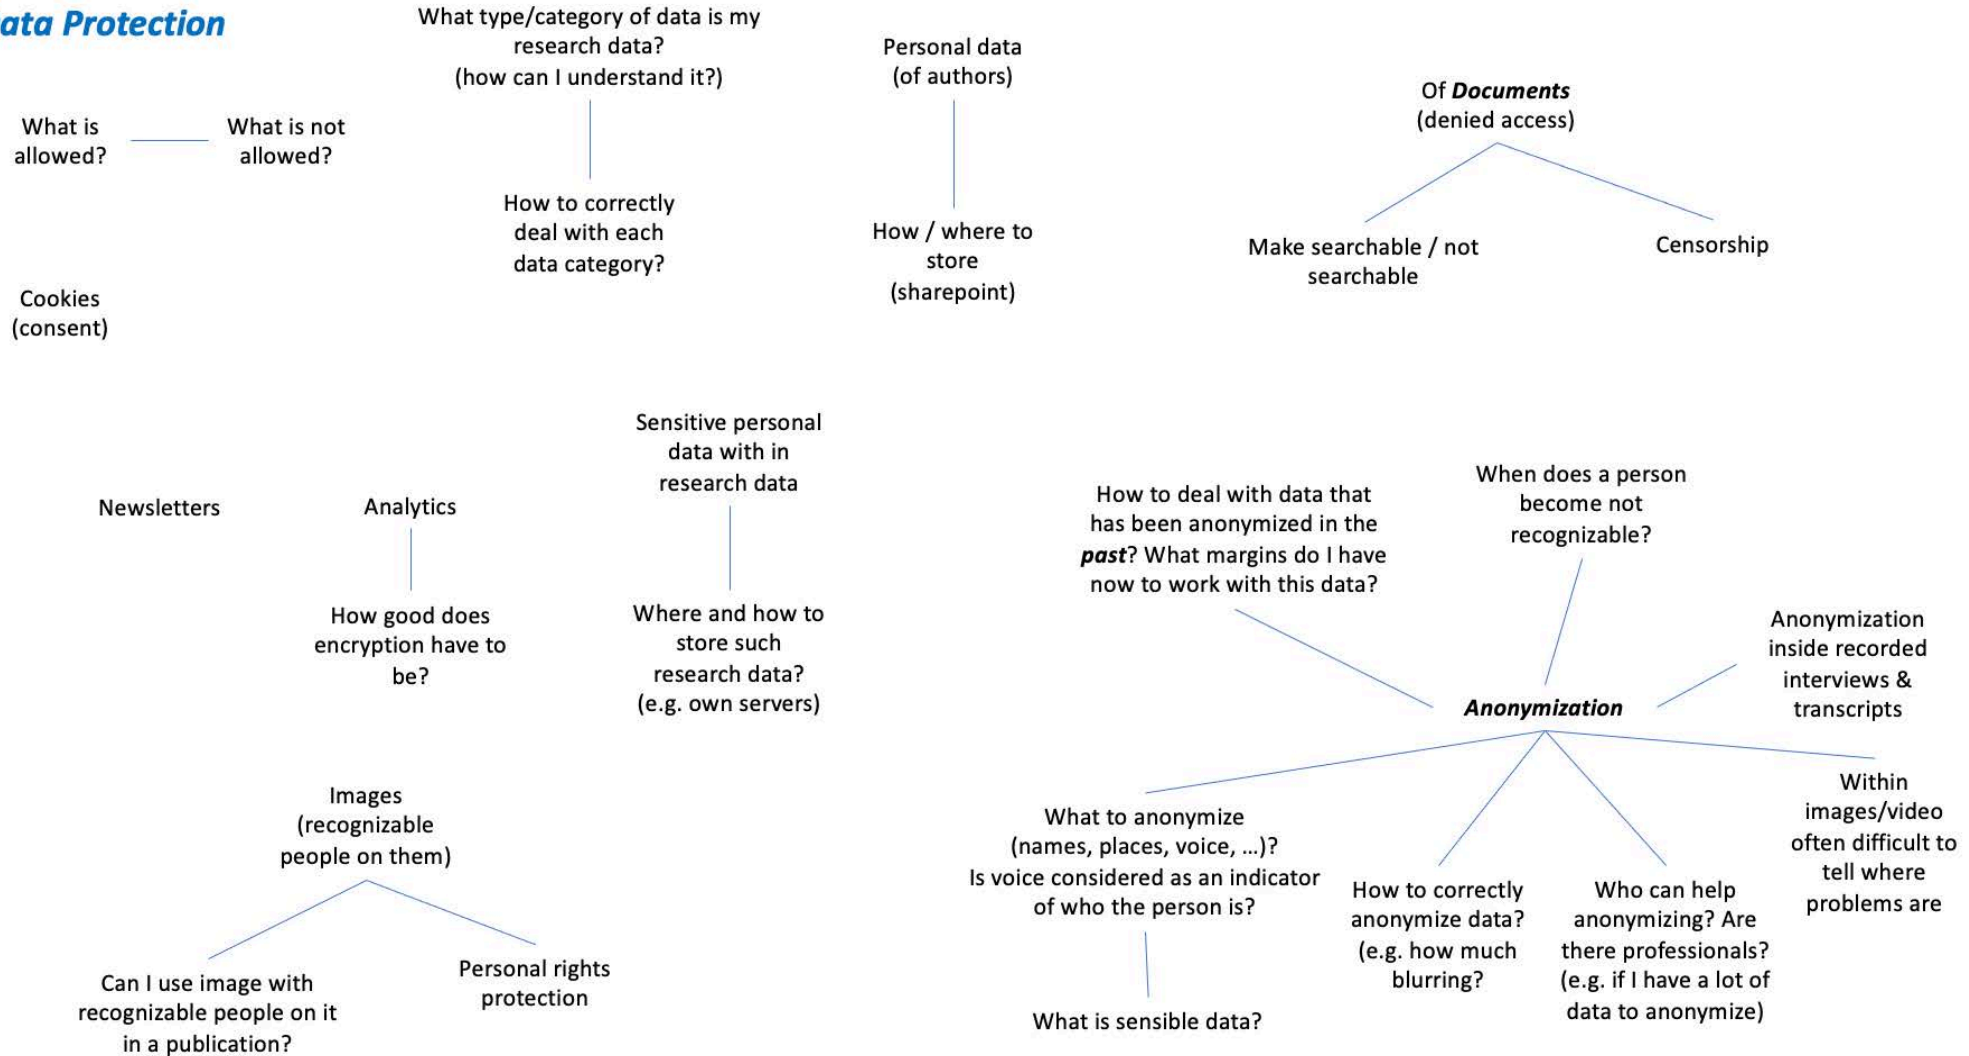 ata Protection
What type/category of data is my
research data?
(how can I understand it?)
Personal data
(of authors)
Of Documents
(denied access)
What is
allowed?
What is not
allowed?
How to correctly
deal with each
data category?
How / where to
store
(sharepoint)
Make searchable / not
searchable
Censorship
Cookies
(consent)
Newsletters
Analytics
How good does
encryption have to
be?
Sensitive personal
data with in
research data
Where and how to
store such
research data?
(e.g. own servers)
How to deal with data that
has been anonymized in the
past? What margins do I have
now to work with this data?
When does a person
become not
recognizable?
Anonymization
inside recorded
interviews &
transcripts
Anonymization
Images
(recognizable
people on them)
Can I use image with
recognizable people on it
in a publication?
Personal rights
protection
What to anonymize
(names, places, voice, ...)?
Is voice considered as an indicator
of who the person is?
What is sensible data?
How to correctly
anonymize data?
(e.g. how much
blurring?
Who can help
anonymizing? Are
there professionals?
(e.g. if I have a lot of
data to anonymize)
Within
images/video
often difficult to
tell where
problems are